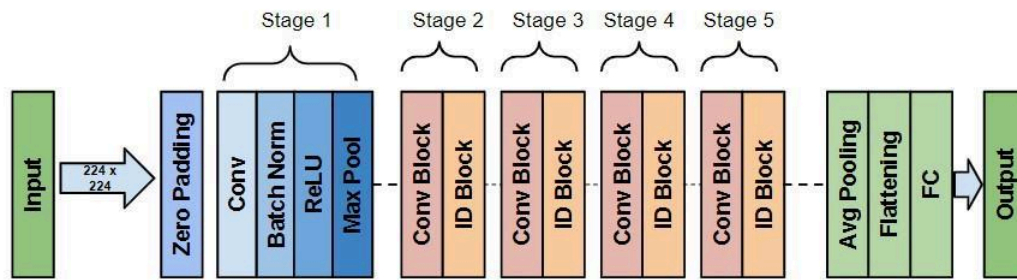 Stage 1
Stage 2
Stage 3
Stage 4
Stage 5
Input
224 x
224
Zero Padding
Conv
Batch Norm
ReLU
Max Pool
Conv Block
ID Block
Conv Block
ID Block
Conv Block
ID Block
Conv Block
ID Block
Avg Pooling
Flattening
FC
Output